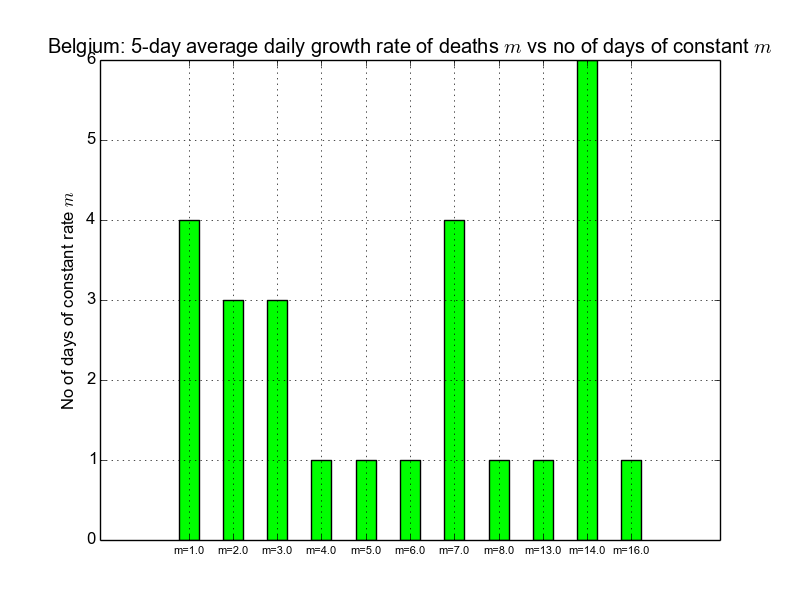 Belgium: 5-day average daily growth rate of deaths m vs no of days of constant m
No of days of constant rate m
6
5
4
3
2
1
0
m=1.0 m=2.0 m=3.0 m=4.0 m=5.0 m=6.0 m=7.0 m=8.0 m=13.0 m=14.0 m=16.0